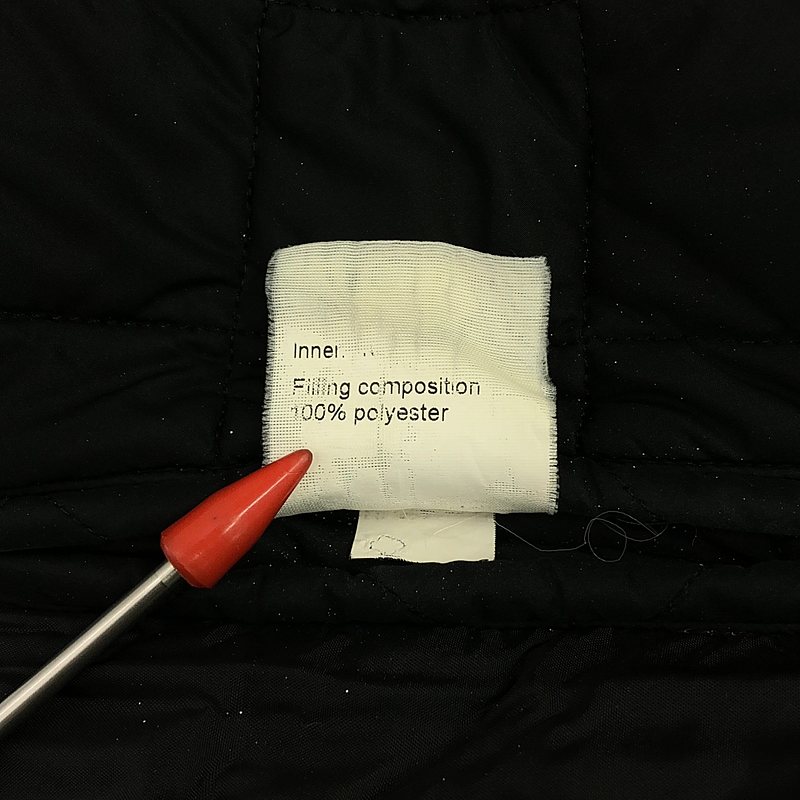 Inner
Filling composition
100% polyester